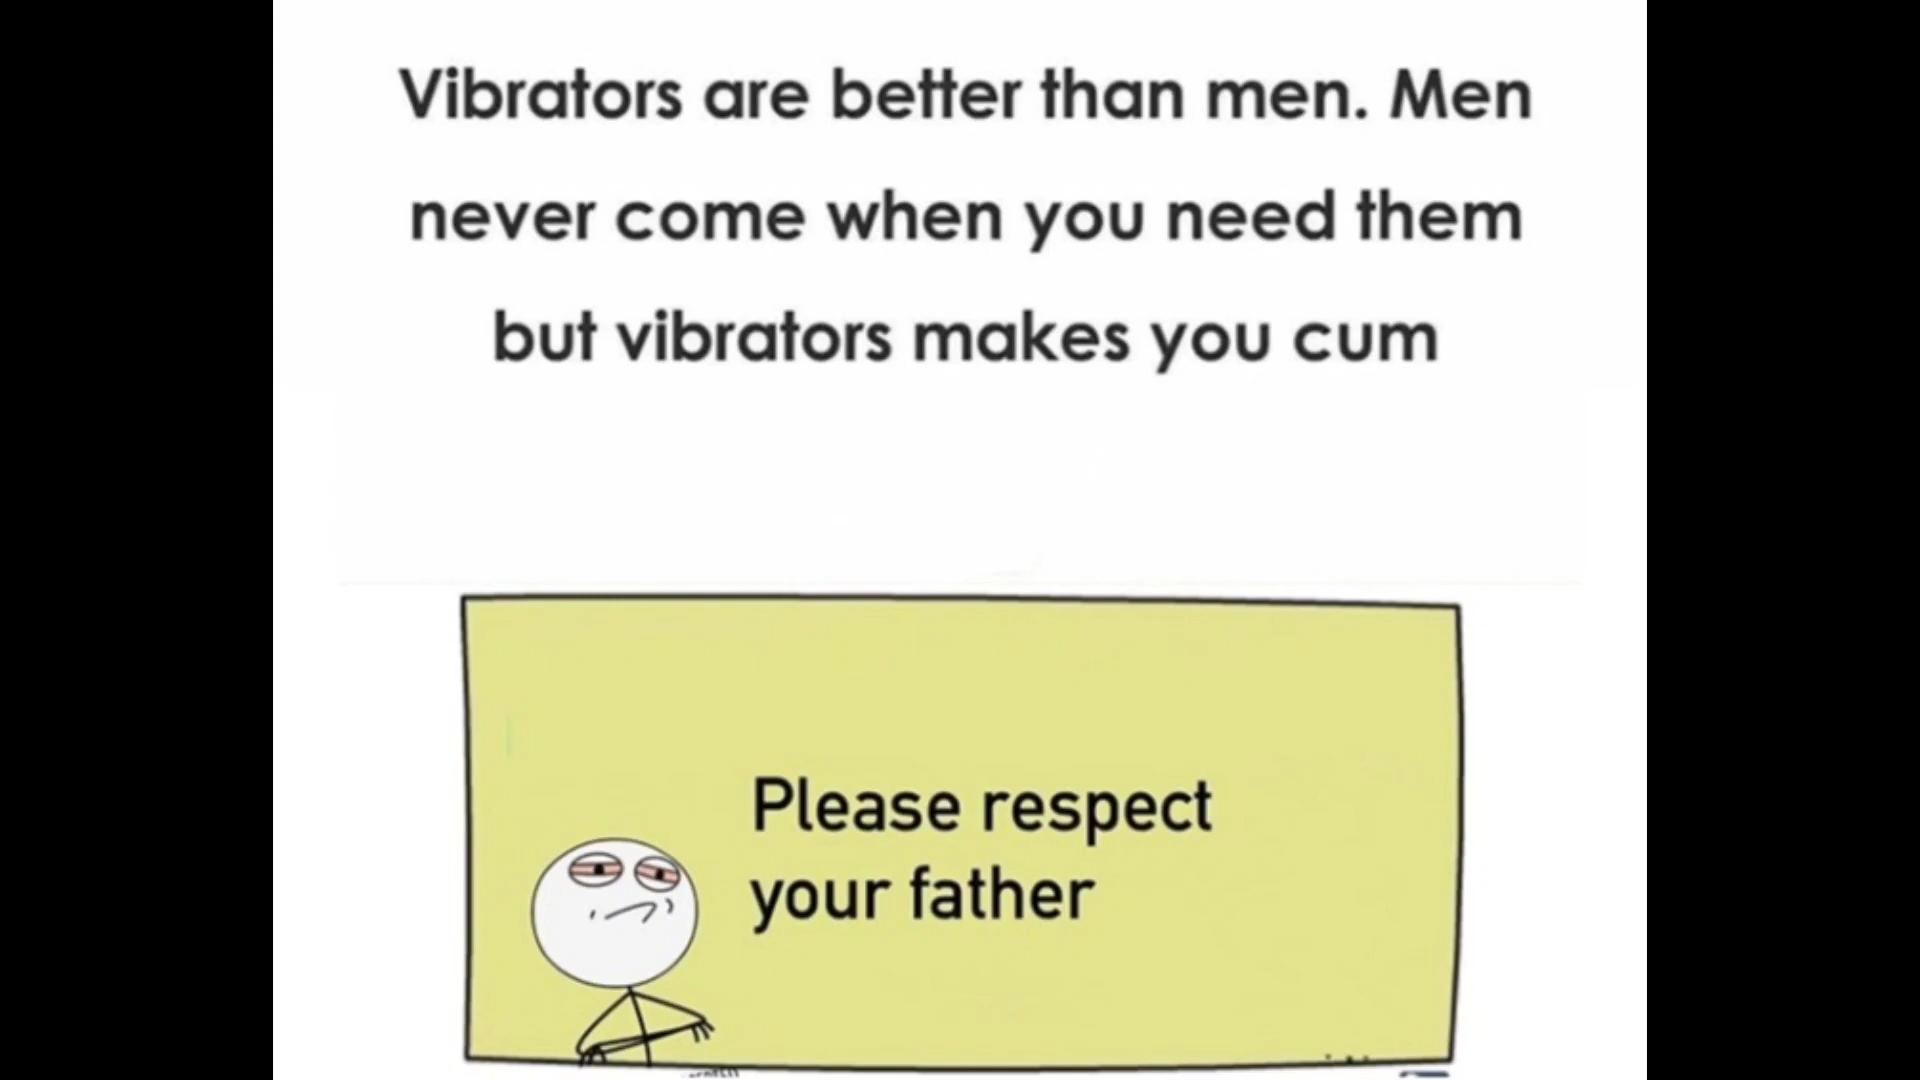 Vibrators are better than men. Men
never come when you need them
but vibrators makes you cum
Please respect
your father